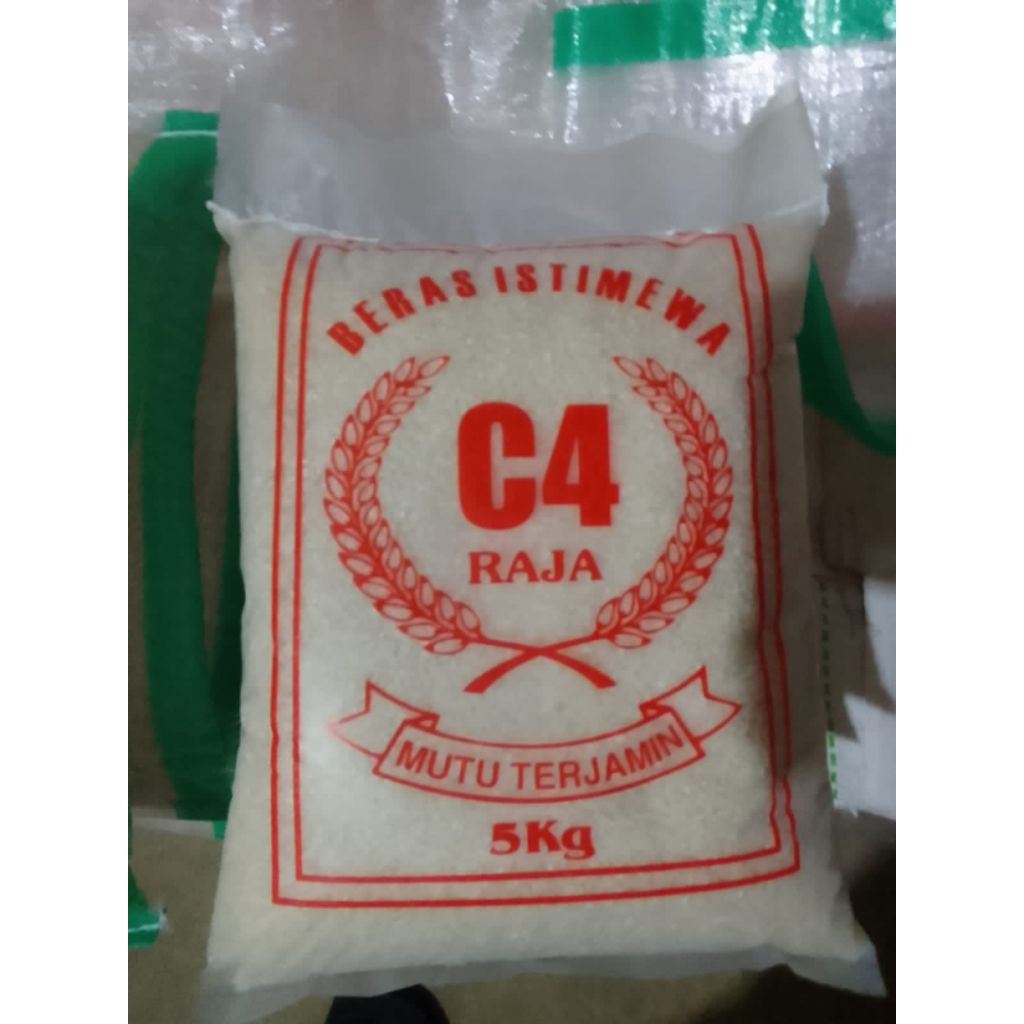 BERAS ISTIMEWA
C4
RAJA
MUTU TERJAMIN
5Kg